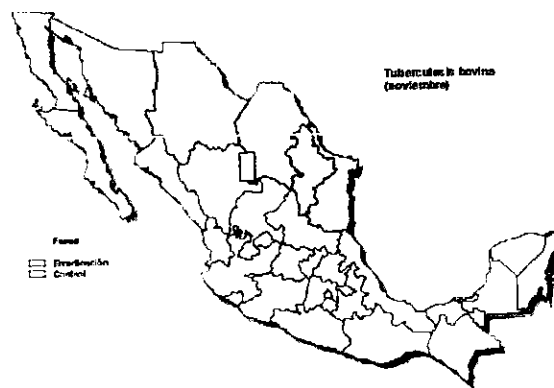 Tuberculosis bovina
(noviembre)
Fases
Erradicación
Control